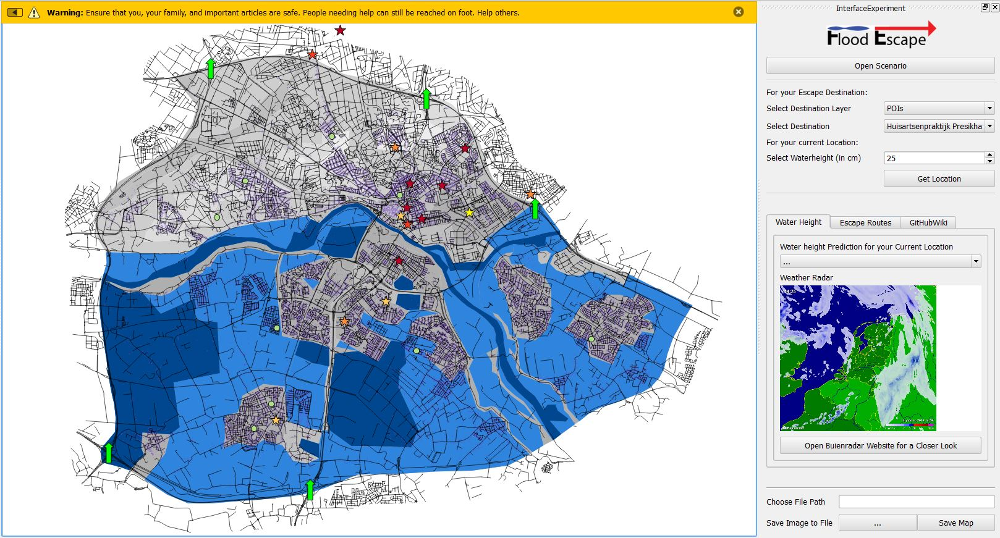 Warning: Ensure that you, your family, and important articles are safe. People needing help can still be reached on foot. Help others.
InterfaceExperiment
Flood Escape
Open Scenario
For your Escape Destination:
Select Destination Layer
POIs
Select Destination
Huisartsenpraktijk Presikha
For your current Location:
Select Waterheight (in cm)
25
Get Location
Water Height
Escape Routes
GitHubWiki
Water height Prediction for your Current Location
...
Weather Radar
Open Buienradar Website for a Closer Look
Choose File Path
Save Image to File
...
Save Map